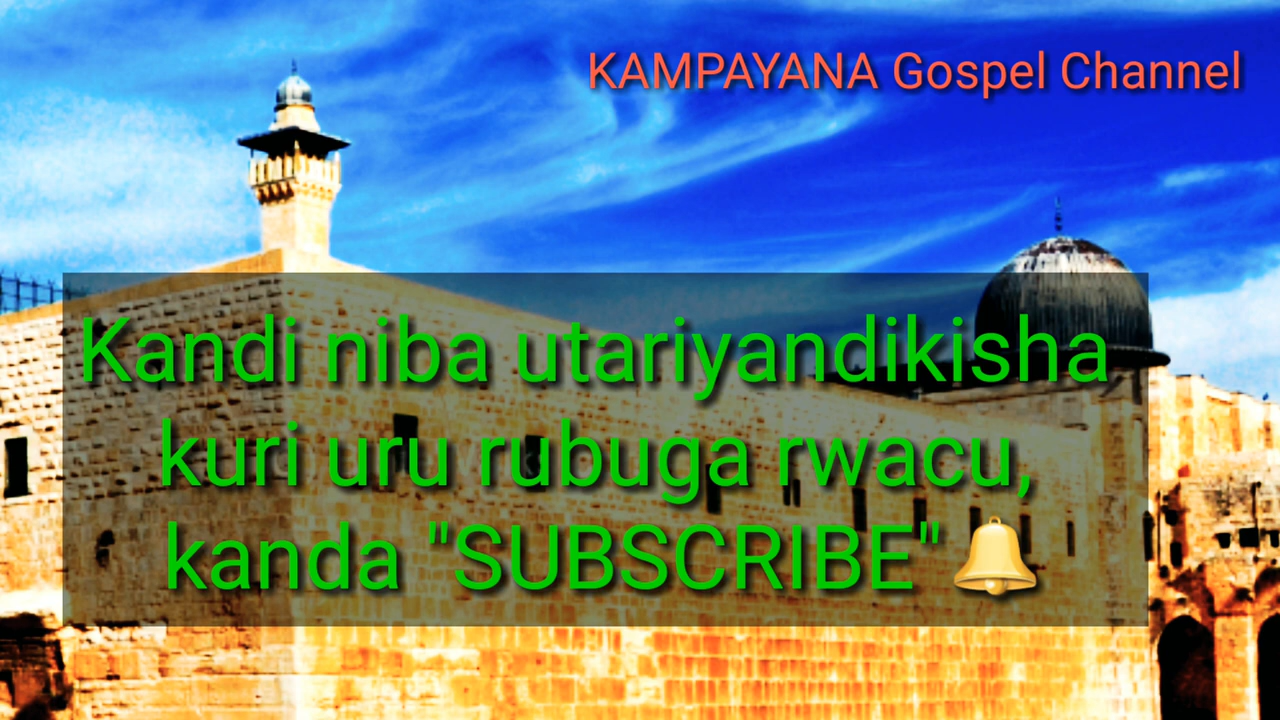 KAMPAYANA Gospel Channel
Kandi niba utariyandikisha
kuri uru rubuga rwacu,
kanda "SUBSCRIBE" 🔔